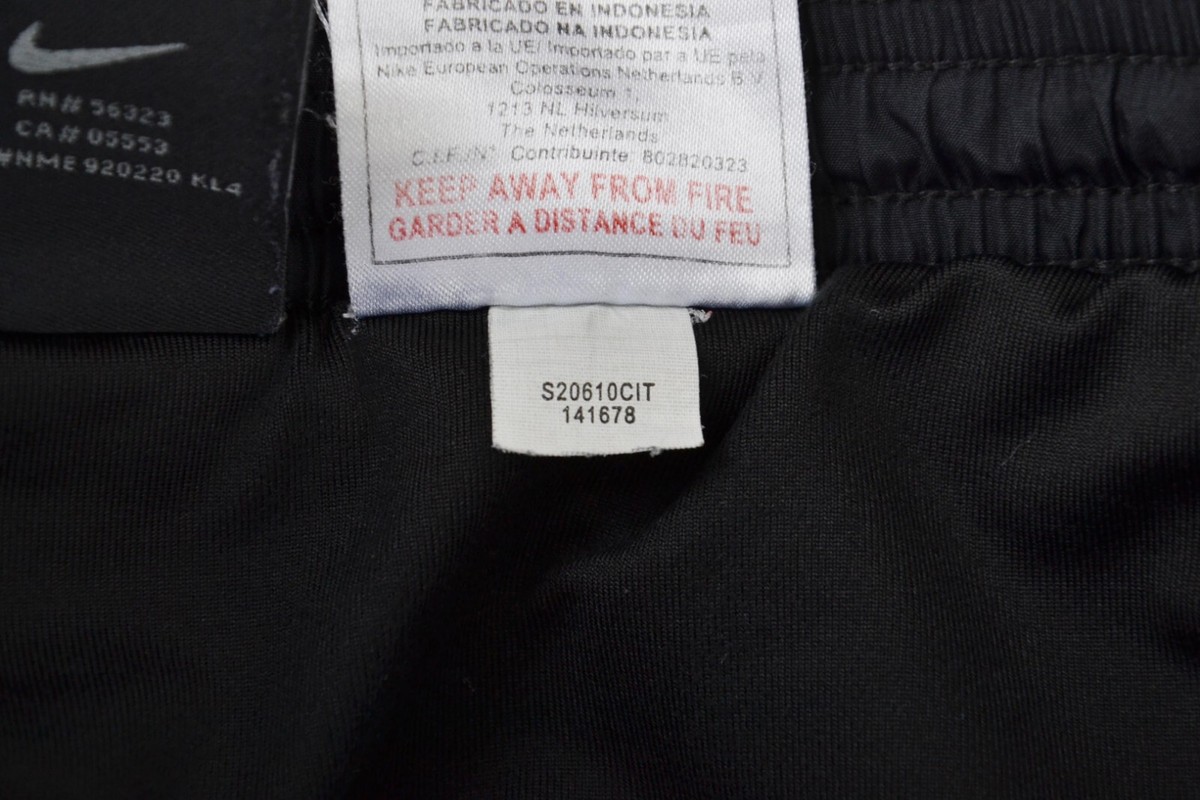 RN# 56323
CA# 05553
#NME 920220 KL4
FABRICADO EN INDONESIA
FABRICADO NA INDONESIA
Importado a la UE/ Importado par a UE pela
Nike European Operations Netherlands B.V.
Colosseum 1,
1213 NL Hilversum
The Netherlands
C.I.F./N° Contribuinte: 802820323
KEEP AWAY FROM FIRE
GARDER A DISTANCE DU FEU
S20610CIT
141678